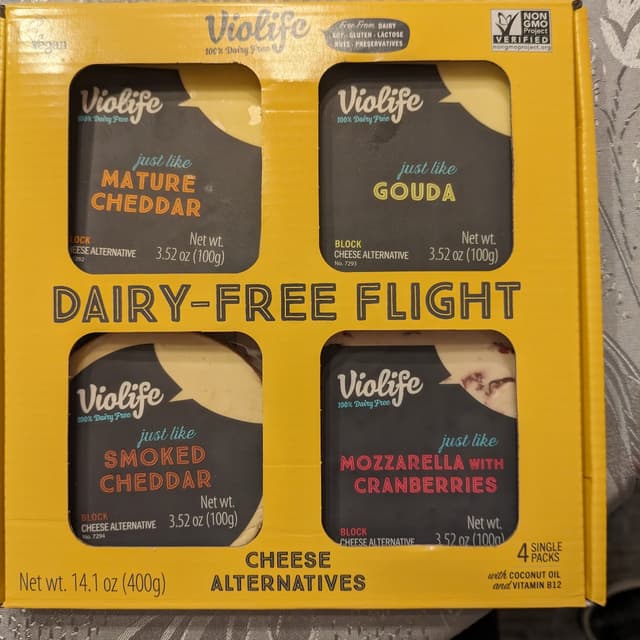 vegan
Violife
100% Dairy Free
Free From DAIRY
SOY · GLUTEN · LACTOSE
NUTS · PRESERVATIVES
NON
GMO
Project
VERIFIED
nongmoproject.org
Violife
100% Dairy Free
just like
MATURE
CHEDDAR
LOCK
EESE ALTERNATIVE
Net wt.
3.52 oz (100g)
Violife
100% Dairy Free
just like
GOUDA
BLOCK
CHEESE ALTERNATIVE
No. 7293
Net wt.
3.52 oz (100g)
DAIRY-FREE FLIGHT
Violife
100% Dairy Free
just like
SMOKED
CHEDDAR
BLOCK
CHEESE ALTERNATIVE
No. 7294
Net wt.
3.52 oz (100g)
Violife
100% Dairy Free
just like
MOZZARELLA WITH
CRANBERRIES
BLOCK
CHEESE ALTERNATIVE
Net wt.
3.52 oz (100g)
Net wt. 14.1 oz (400g)
CHEESE
ALTERNATIVES
4 SINGLE
PACKS
with COCONUT OIL
and VITAMIN B12